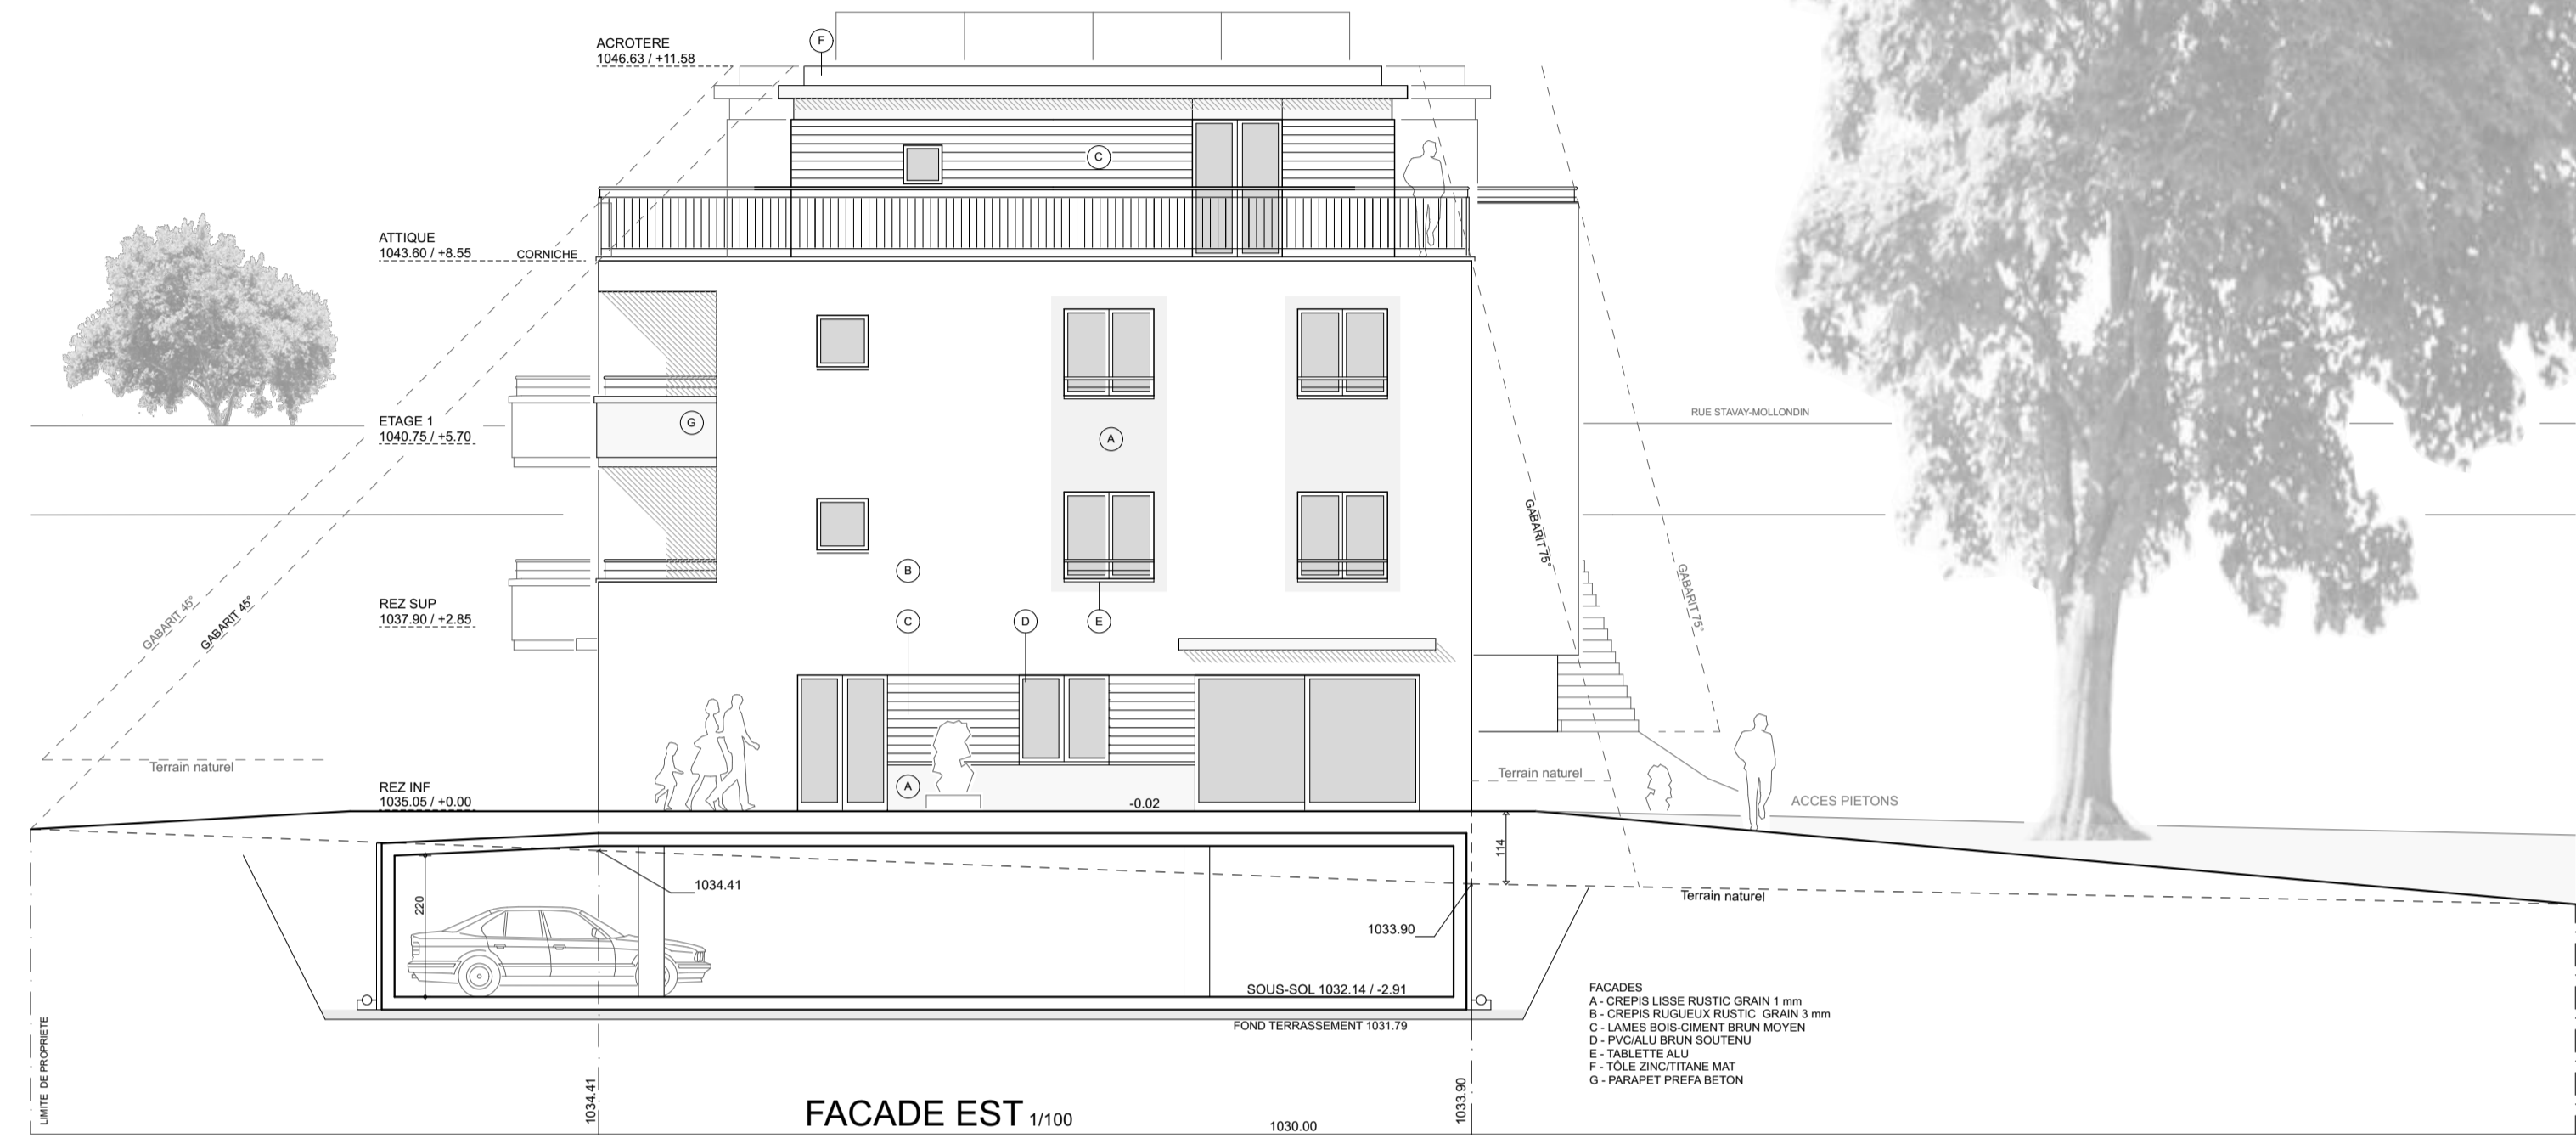 ACROTERE
1046.63 / +11.58
F
C
ATTIQUE
1043.60 / +8.55
CORNICHE
ETAGE 1
1040.75 / +5.70
G
A
RUE STAVAY-MOLLONDIN
GABARIT 75°
GABARIT 75°
B
REZ SUP
1037.90 / +2.85
GABARIT 45°
GABARIT 45°
C
D
E
Terrain naturel
Terrain naturel
REZ INF
1035.05 / +0.00
A
-0.02
ACCES PIETONS
114
1034.41
220
Terrain naturel
1033.90
SOUS-SOL 1032.14 / -2.91
FOND TERRASSEMENT 1031.79
FACADES
A - CREPIS LISSE RUSTIC GRAIN 1 mm
B - CREPIS RUGUEUX RUSTIC  GRAIN 3 mm
C - LAMES BOIS-CIMENT BRUN MOYEN
D - PVC/ALU BRUN SOUTENU
E - TABLETTE ALU
F - TÔLE ZINC/TITANE MAT
G - PARAPET PREFA BETON
LIMITE DE PROPRIETE
1034.41
1033.90
FACADE EST 1/100
1030.00